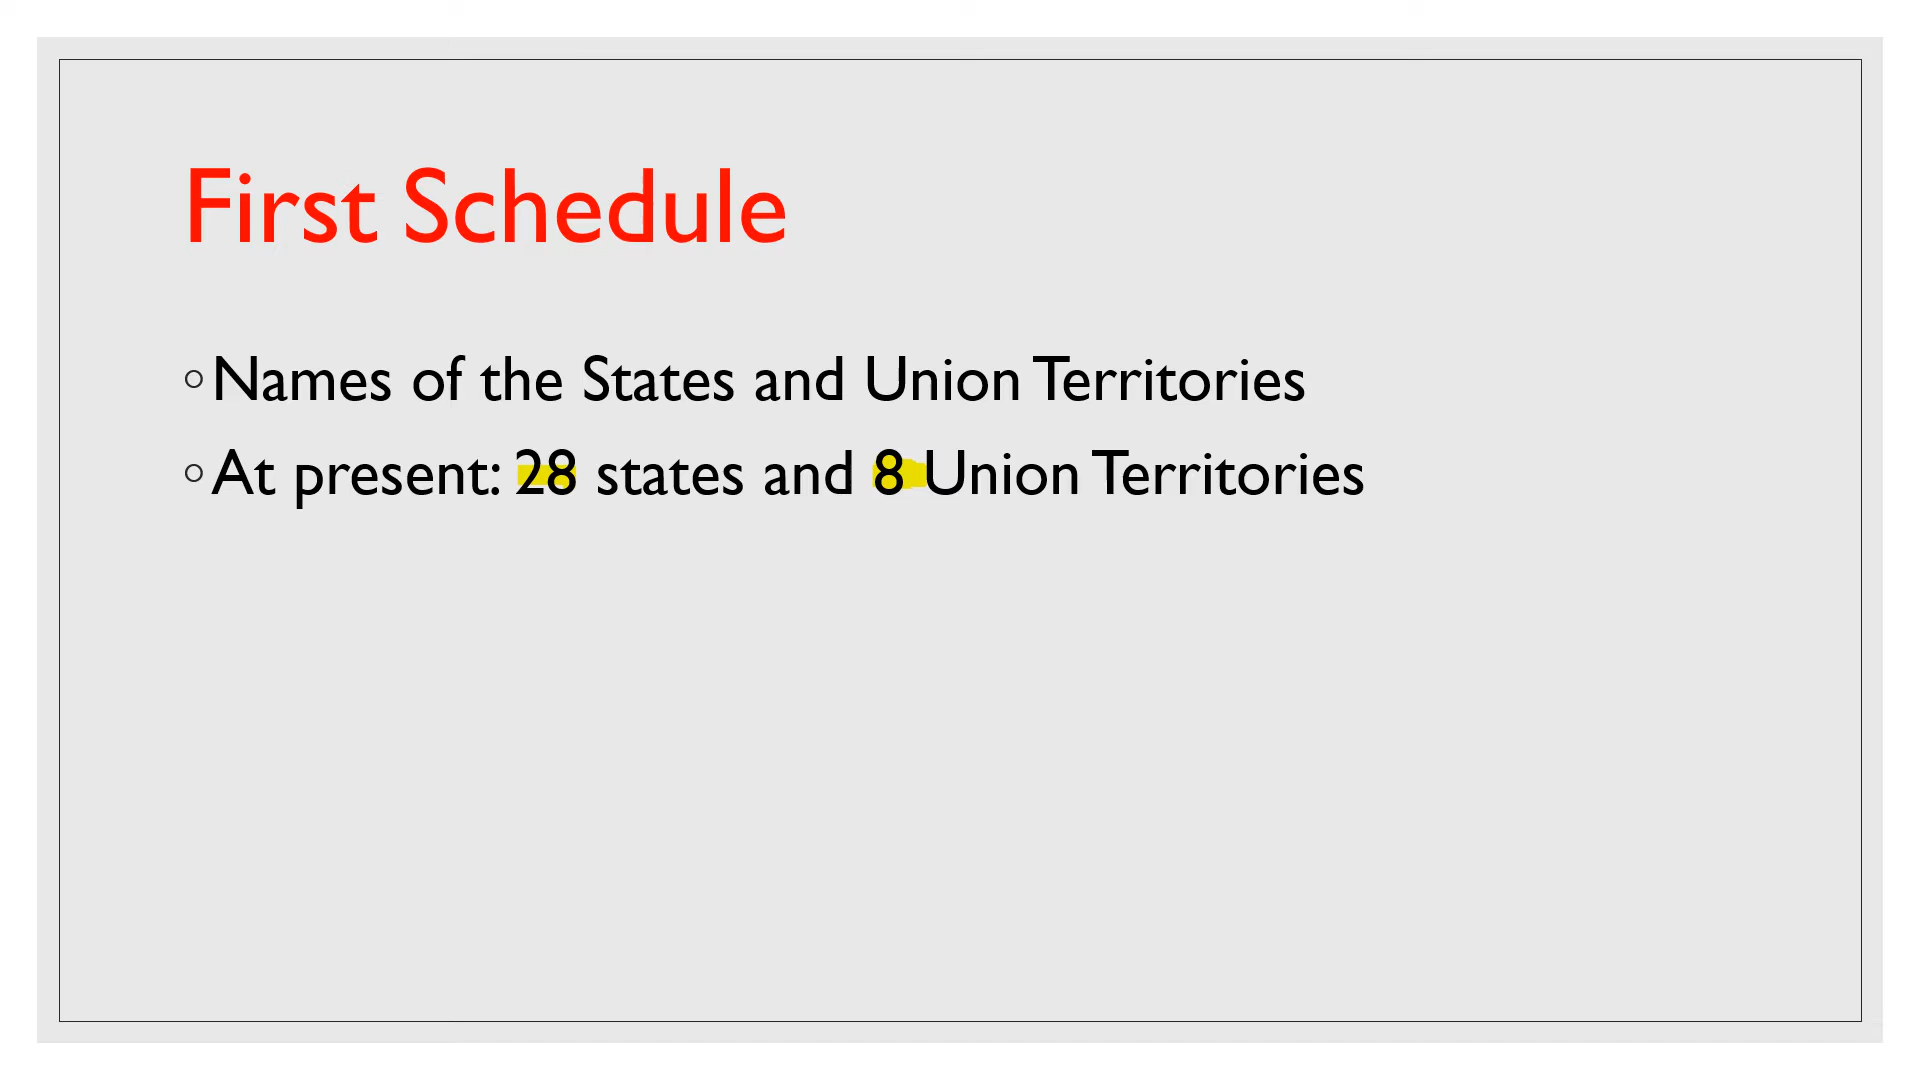 First Schedule
◦Names of the States and Union Territories
◦At present: 28 states and 8 Union Territories